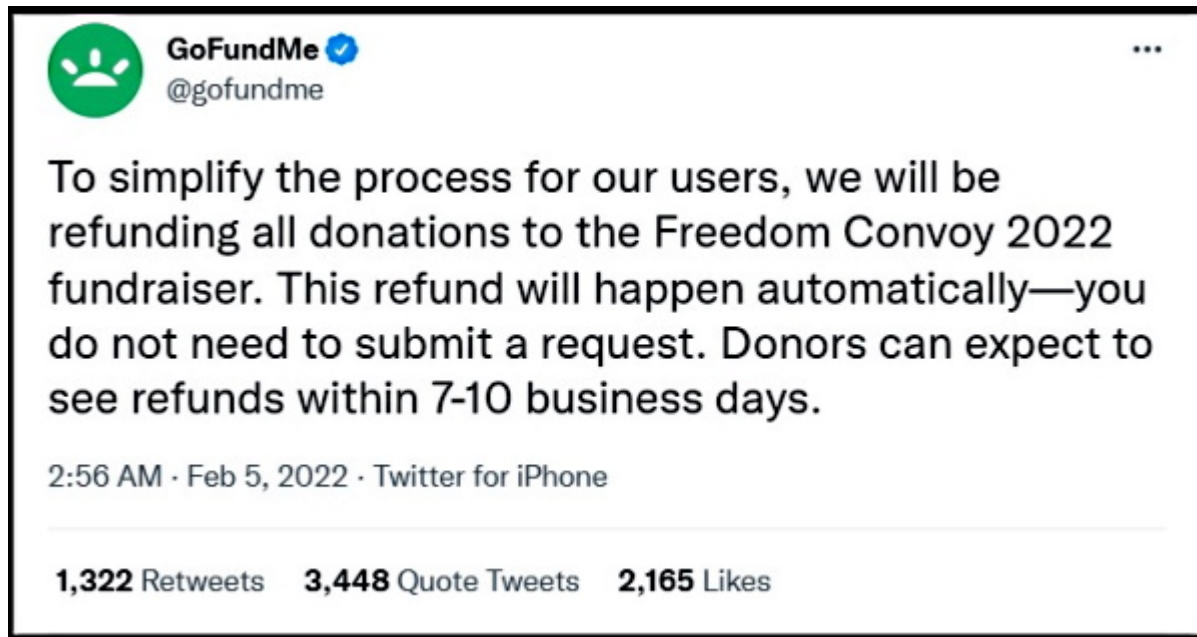 GoFundMe
@gofundme
To simplify the process for our users, we will be
refunding all donations to the Freedom Convoy 2022
fundraiser. This refund will happen automatically—you
do not need to submit a request. Donors can expect to
see refunds within 7-10 business days.
2:56 AM · Feb 5, 2022 · Twitter for iPhone
1,322 Retweets 3,448 Quote Tweets 2,165 Likes